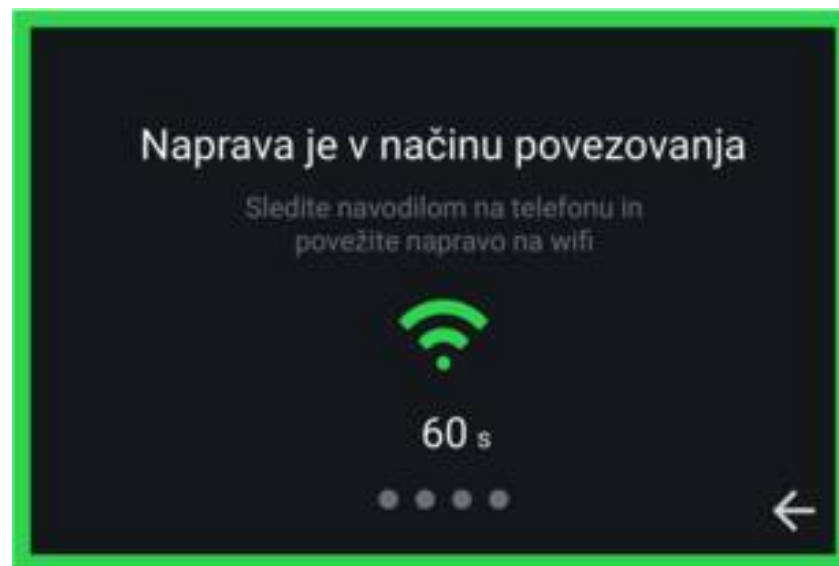 Naprava je v načinu povezovanja
Sledite navodilom na telefonu in
povežite napravo na wifi
60 s